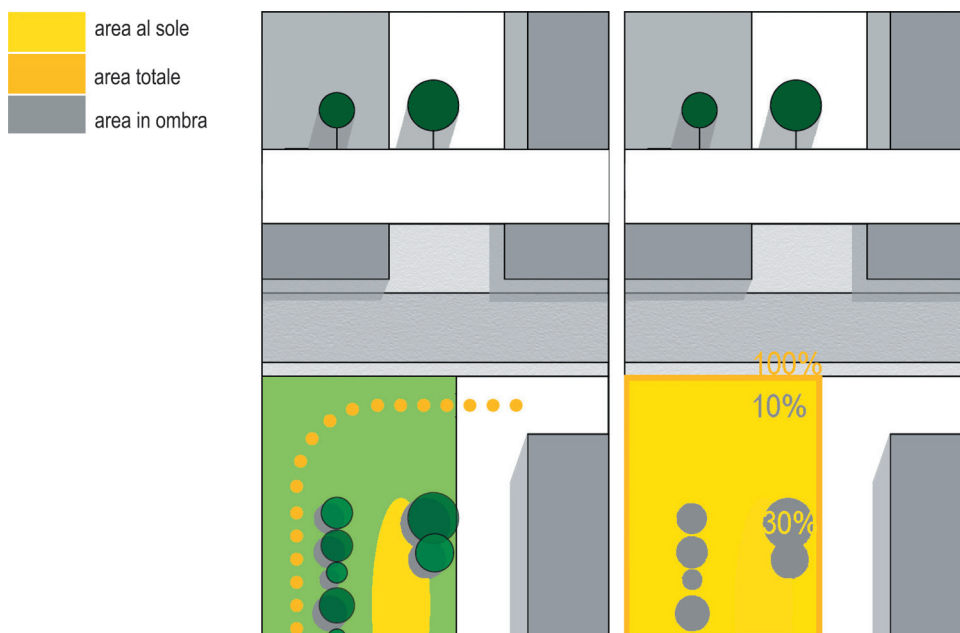 area al sole
area totale
area in ombra
100%
10%
30%